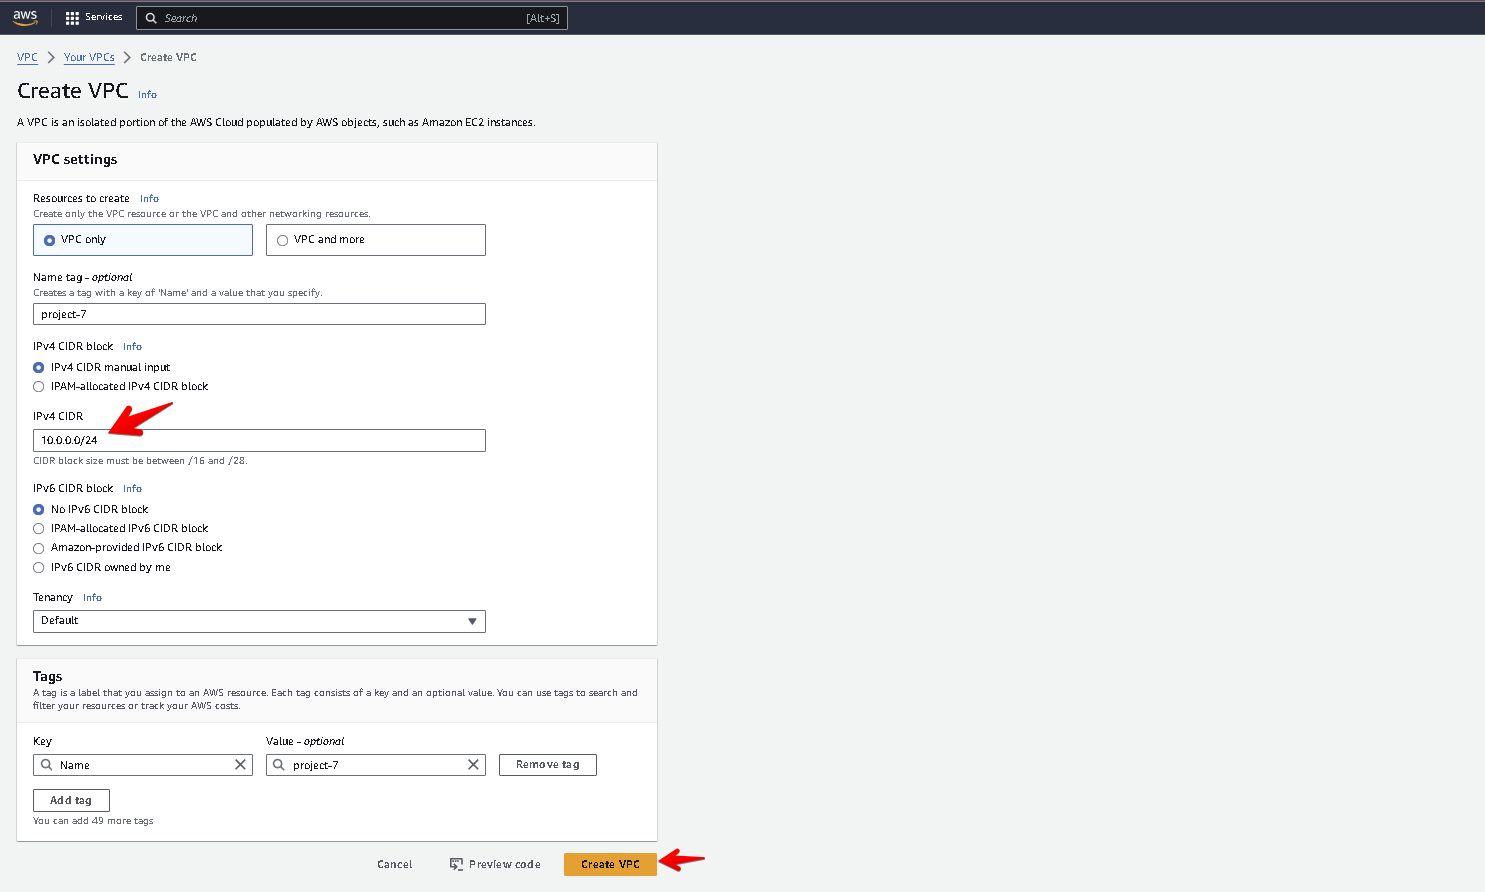 aws Services Search [Alt+S]
VPC Your VPCs Create VPC
Create VPC Info
A VPC is an isolated portion of the AWS Cloud populated by AWS objects, such as Amazon EC2 instances.
VPC settings
Resources to create Info
Create only the VPC resource or the VPC and other networking resources.
VPC only VPC and more
Name tag - optional
Creates a tag with a key of 'Name' and a value that you specify.
project-7
IPv4 CIDR block Info
IPv4 CIDR manual input
IPAM-allocated IPv4 CIDR block
IPv4 CIDR
10.0.0.0/24
CIDR block size must be between /16 and /28.
IPv6 CIDR block Info
No IPv6 CIDR block
IPAM-allocated IPv6 CIDR block
Amazon-provided IPv6 CIDR block
IPv6 CIDR owned by me
Tenancy Info
Default
Tags
A tag is a label that you assign to an AWS resource. Each tag consists of a key and an optional value. You can use tags to search and
filter your resources or track your AWS costs.
Key Value - optional
Name project-7 Remove tag
Add tag
You can add 49 more tags
Cancel Preview code Create VPC